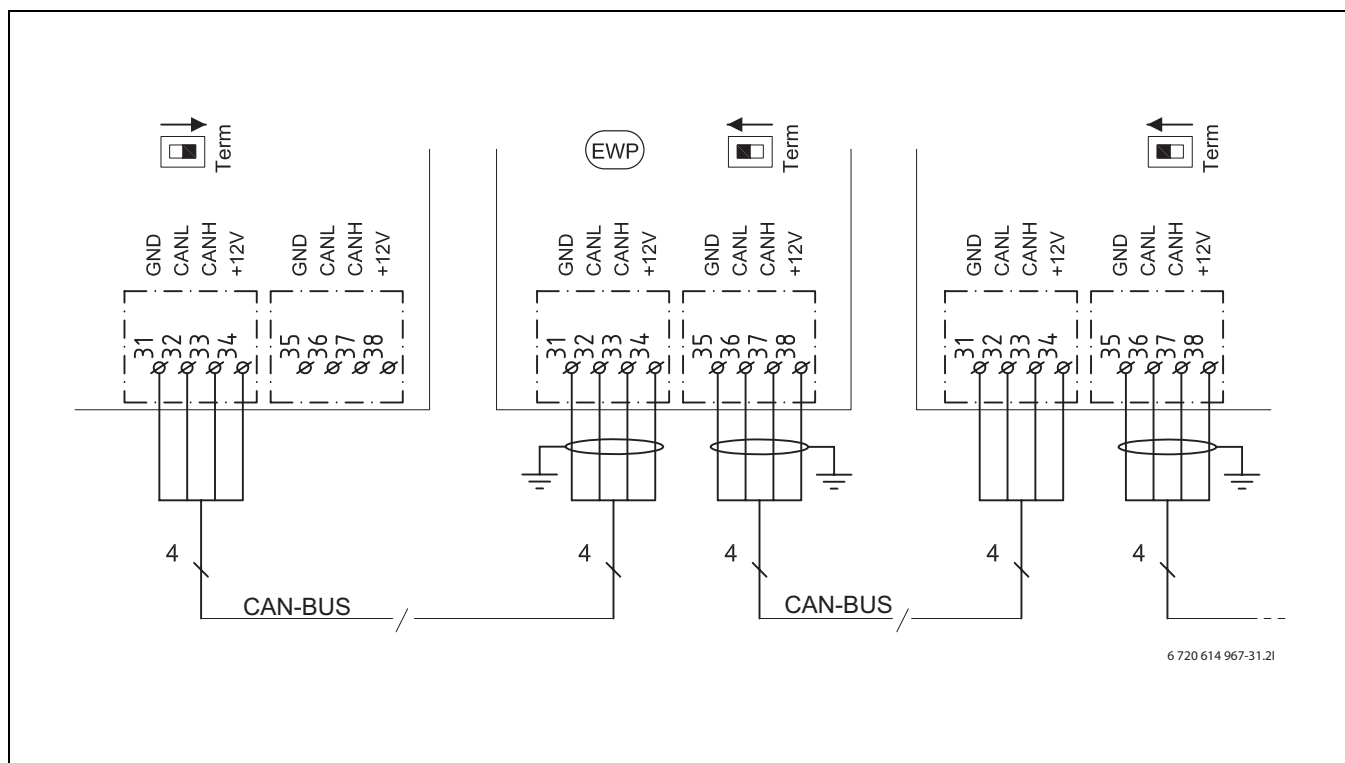 Term
EWP
Term
Term
GND CANL CANH +12V
GND CANL CANH +12V
GND CANL CANH +12V
GND CANL CANH +12V
GND CANL CANH +12V
GND CANL CANH +12V
31 32 33 34
35 36 37 38
31 32 33 34
35 36 37 38
31 32 33 34
35 36 37 38
4
4
4
4
4
CAN-BUS
CAN-BUS
6 720 614 967-31.2I